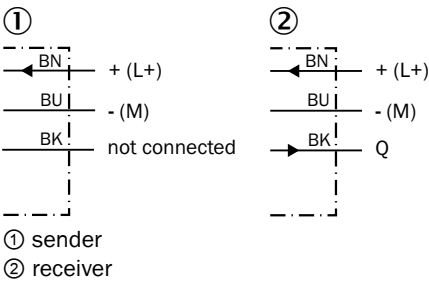 ① ②
BN + (L+) BN + (L+)
BU - (M) BU - (M)
BK not connected BK Q
① sender
② receiver